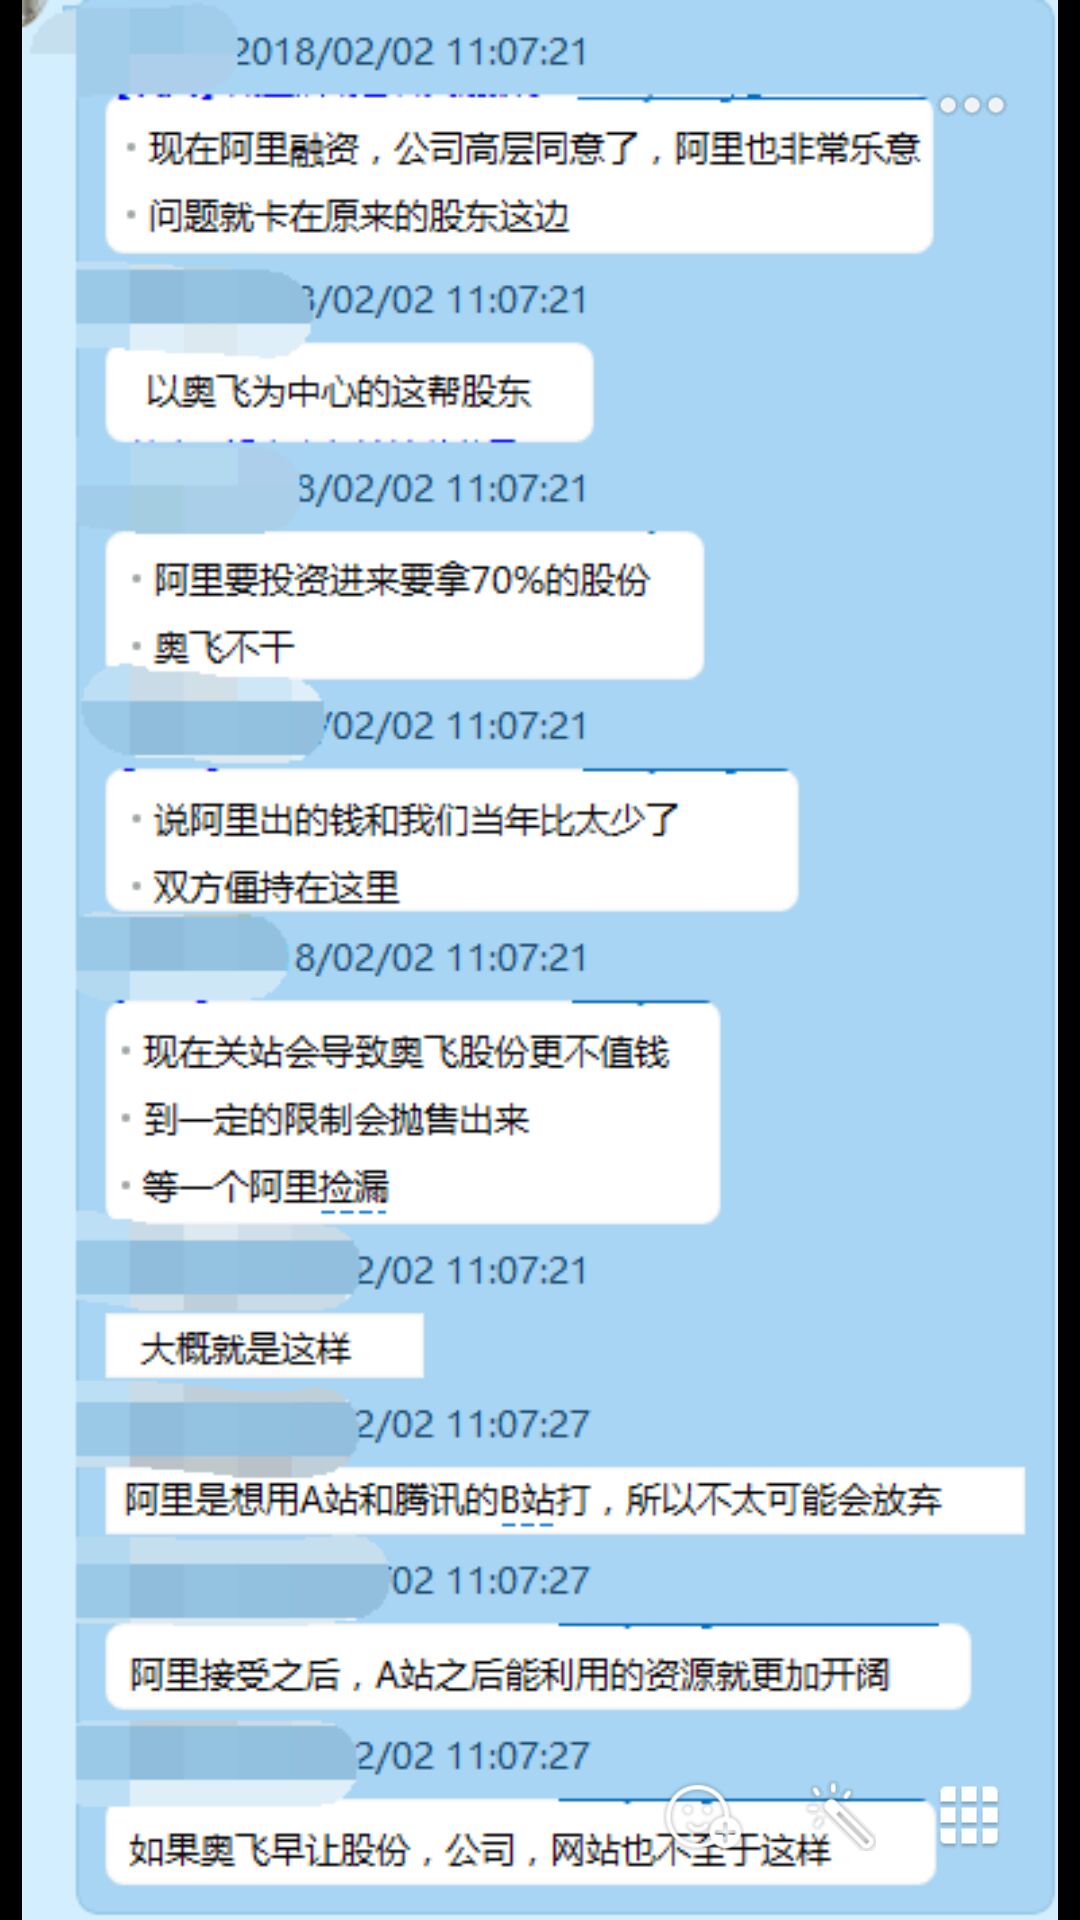 2018/02/02 11:07:21
现在阿里融资，公司高层同意了，阿里也非常乐意
问题就卡在原来的股东这边
/02/02 11:07:21
以奥飞为中心的这帮股东
8/02/02 11:07:21
阿里要投资进来要拿70%的股份
奥飞不干
/02/02 11:07:21
说阿里出的钱和我们当年比太少了
双方僵持在这里
8/02/02 11:07:21
现在关站会导致奥飞股份更不值钱
到一定的限制会抛售出来
等一个阿里捡漏
2/02 11:07:21
大概就是这样
2/02 11:07:27
阿里是想用A站和腾讯的B站打，所以不太可能会放弃
02 11:07:27
阿里接受之后，A站之后能利用的资源就更加开阔
2/02 11:07:27
如果奥飞早让股份，公司，网站也不至于这样